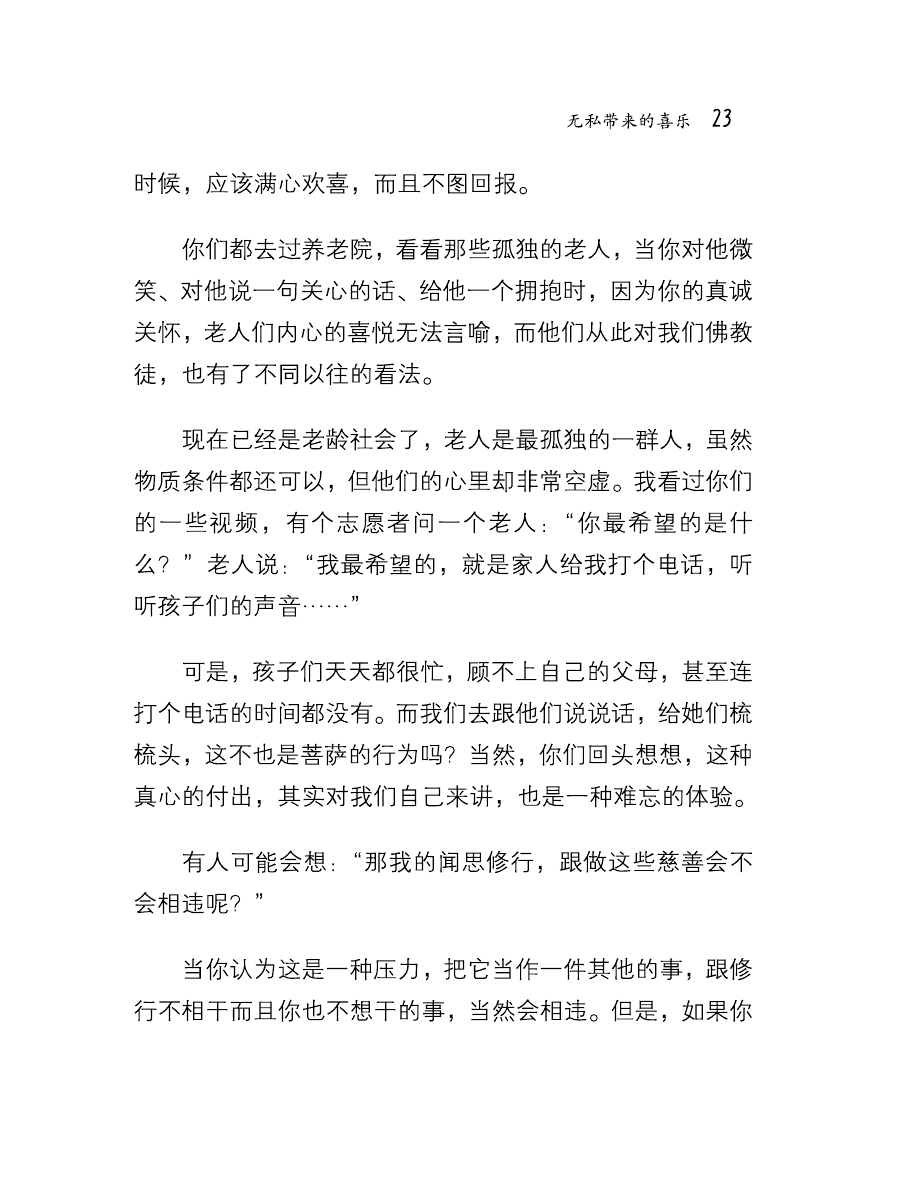 无私带来的喜乐 23
时候，应该满心欢喜，而且不图回报。
你们都去过养老院，看看那些孤独的老人，当你对他微
笑、对他说一句关心的话、给他一个拥抱时，因为你的真诚
关怀，老人们内心的喜悦无法言喻，而他们从此对我们佛教
徒，也有了不同以往的看法。
现在已经是老龄社会了，老人是最孤独的一群人，虽然
物质条件都还可以，但他们的心里却非常空虚。我看过你们
的一些视频，有个志愿者问一个老人：“你最希望的是什
么？”老人说：“我最希望的，就是家人给我打个电话，听
听孩子们的声音……”
可是，孩子们天天都很忙，顾不上自己的父母，甚至连
打个电话的时间都没有。而我们去跟他们说说话，给她们梳
梳头，这不也是菩萨的行为吗？当然，你们回头想想，这种
真心的付出，其实对我们自己来讲，也是一种难忘的体验。
有人可能会想：“那我的闻思修行，跟做这些慈善会不
会相违呢？”
当你认为这是一种压力，把它当作一件其他的事，跟修
行不相干而且你也不想干的事，当然会相违。但是，如果你